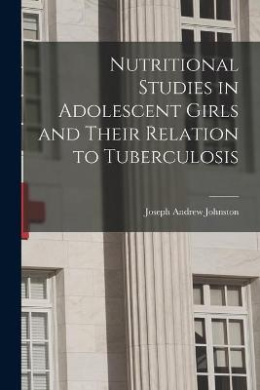 Nutritional
Studies in
Adolescent Girls
and Their Relation
to Tuberculosis
Joseph Andrew Johnston